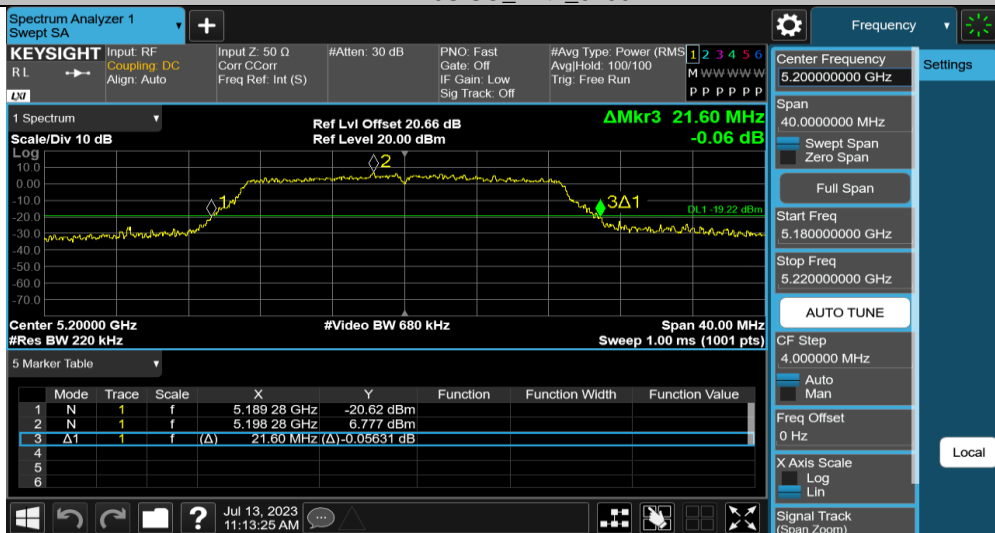 Spectrum Analyzer 1
Swept SA
Frequency
KEYSIGHT
RL
LXI
Input: RF
Coupling: DC
Align: Auto
Input Z: 50 Ω
Corr CCorr
Freq Ref: Int (S)
#Atten: 30 dB
PNO: Fast
Gate: Off
IF Gain: Low
Sig Track: Off
#Avg Type: Power (RMS
Avg|Hold: 100/100
Trig: Free Run
1 2 3 4 5 6
M W W W W W
P P P P P P
1 Spectrum
Scale/Div 10 dB
Ref Lvl Offset 20.66 dB
Ref Level 20.00 dBm
ΔMkr3 21.60 MHz
-0.06 dB
Log
10.0
0.00
-10.0
-20.0
-30.0
-40.0
-50.0
-60.0
-70.0
1
2
3Δ1
DL1 -19.22 dBm
Center 5.20000 GHz
#Res BW 220 kHz
#Video BW 680 kHz
Span 40.00 MHz
Sweep 1.00 ms (1001 pts)
5 Marker Table
Mode Trace Scale X Y Function Function Width Function Value
1 N 1 f 5.189 28 GHz -20.62 dBm
2 N 1 f 5.198 28 GHz 6.777 dBm
3 Δ1 1 f (Δ) 21.60 MHz (Δ)-0.05631 dB
4
5
6
?
Jul 13, 2023
11:13:25 AM
Center Frequency
5.200000000 GHz
Span
40.0000000 MHz
Swept Span
Zero Span
Full Span
Start Freq
5.180000000 GHz
Stop Freq
5.220000000 GHz
AUTO TUNE
CF Step
4.000000 MHz
Auto
Man
Freq Offset
0 Hz
X Axis Scale
Log
Lin
Signal Track
(Span Zoom)
Settings
Local